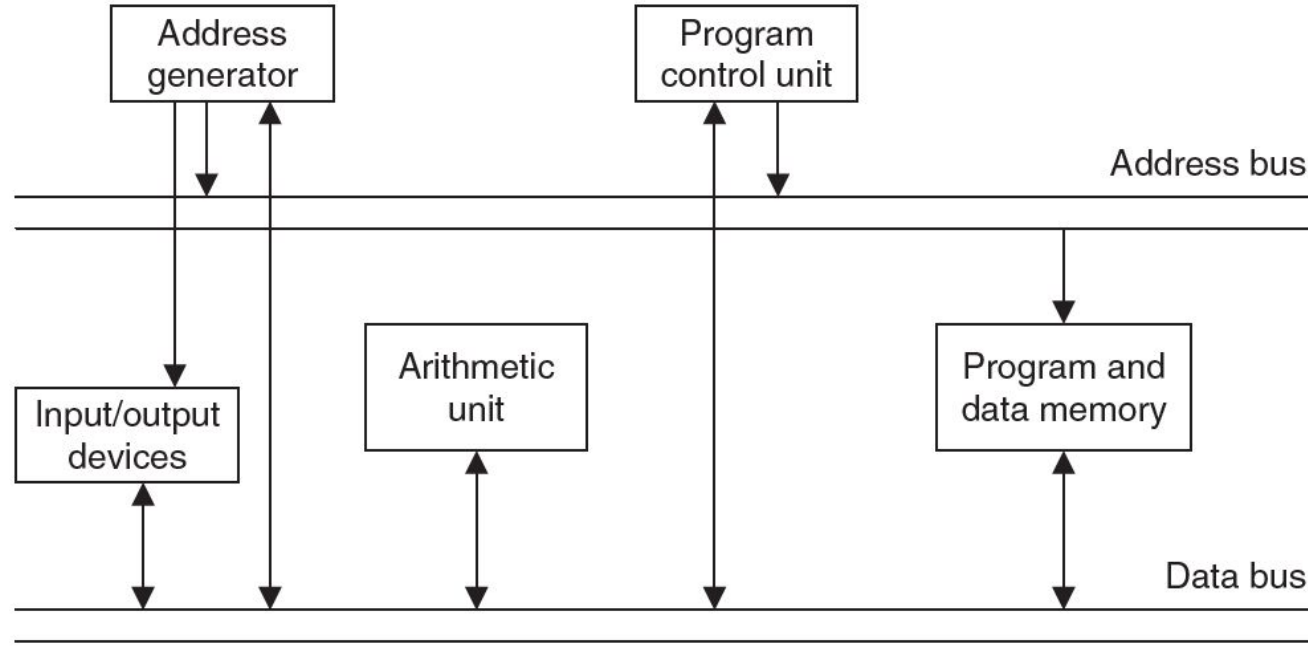 Address
generator
Program
control unit
Address bus
Arithmetic
unit
Program and
data memory
Input/output
devices
Data bus